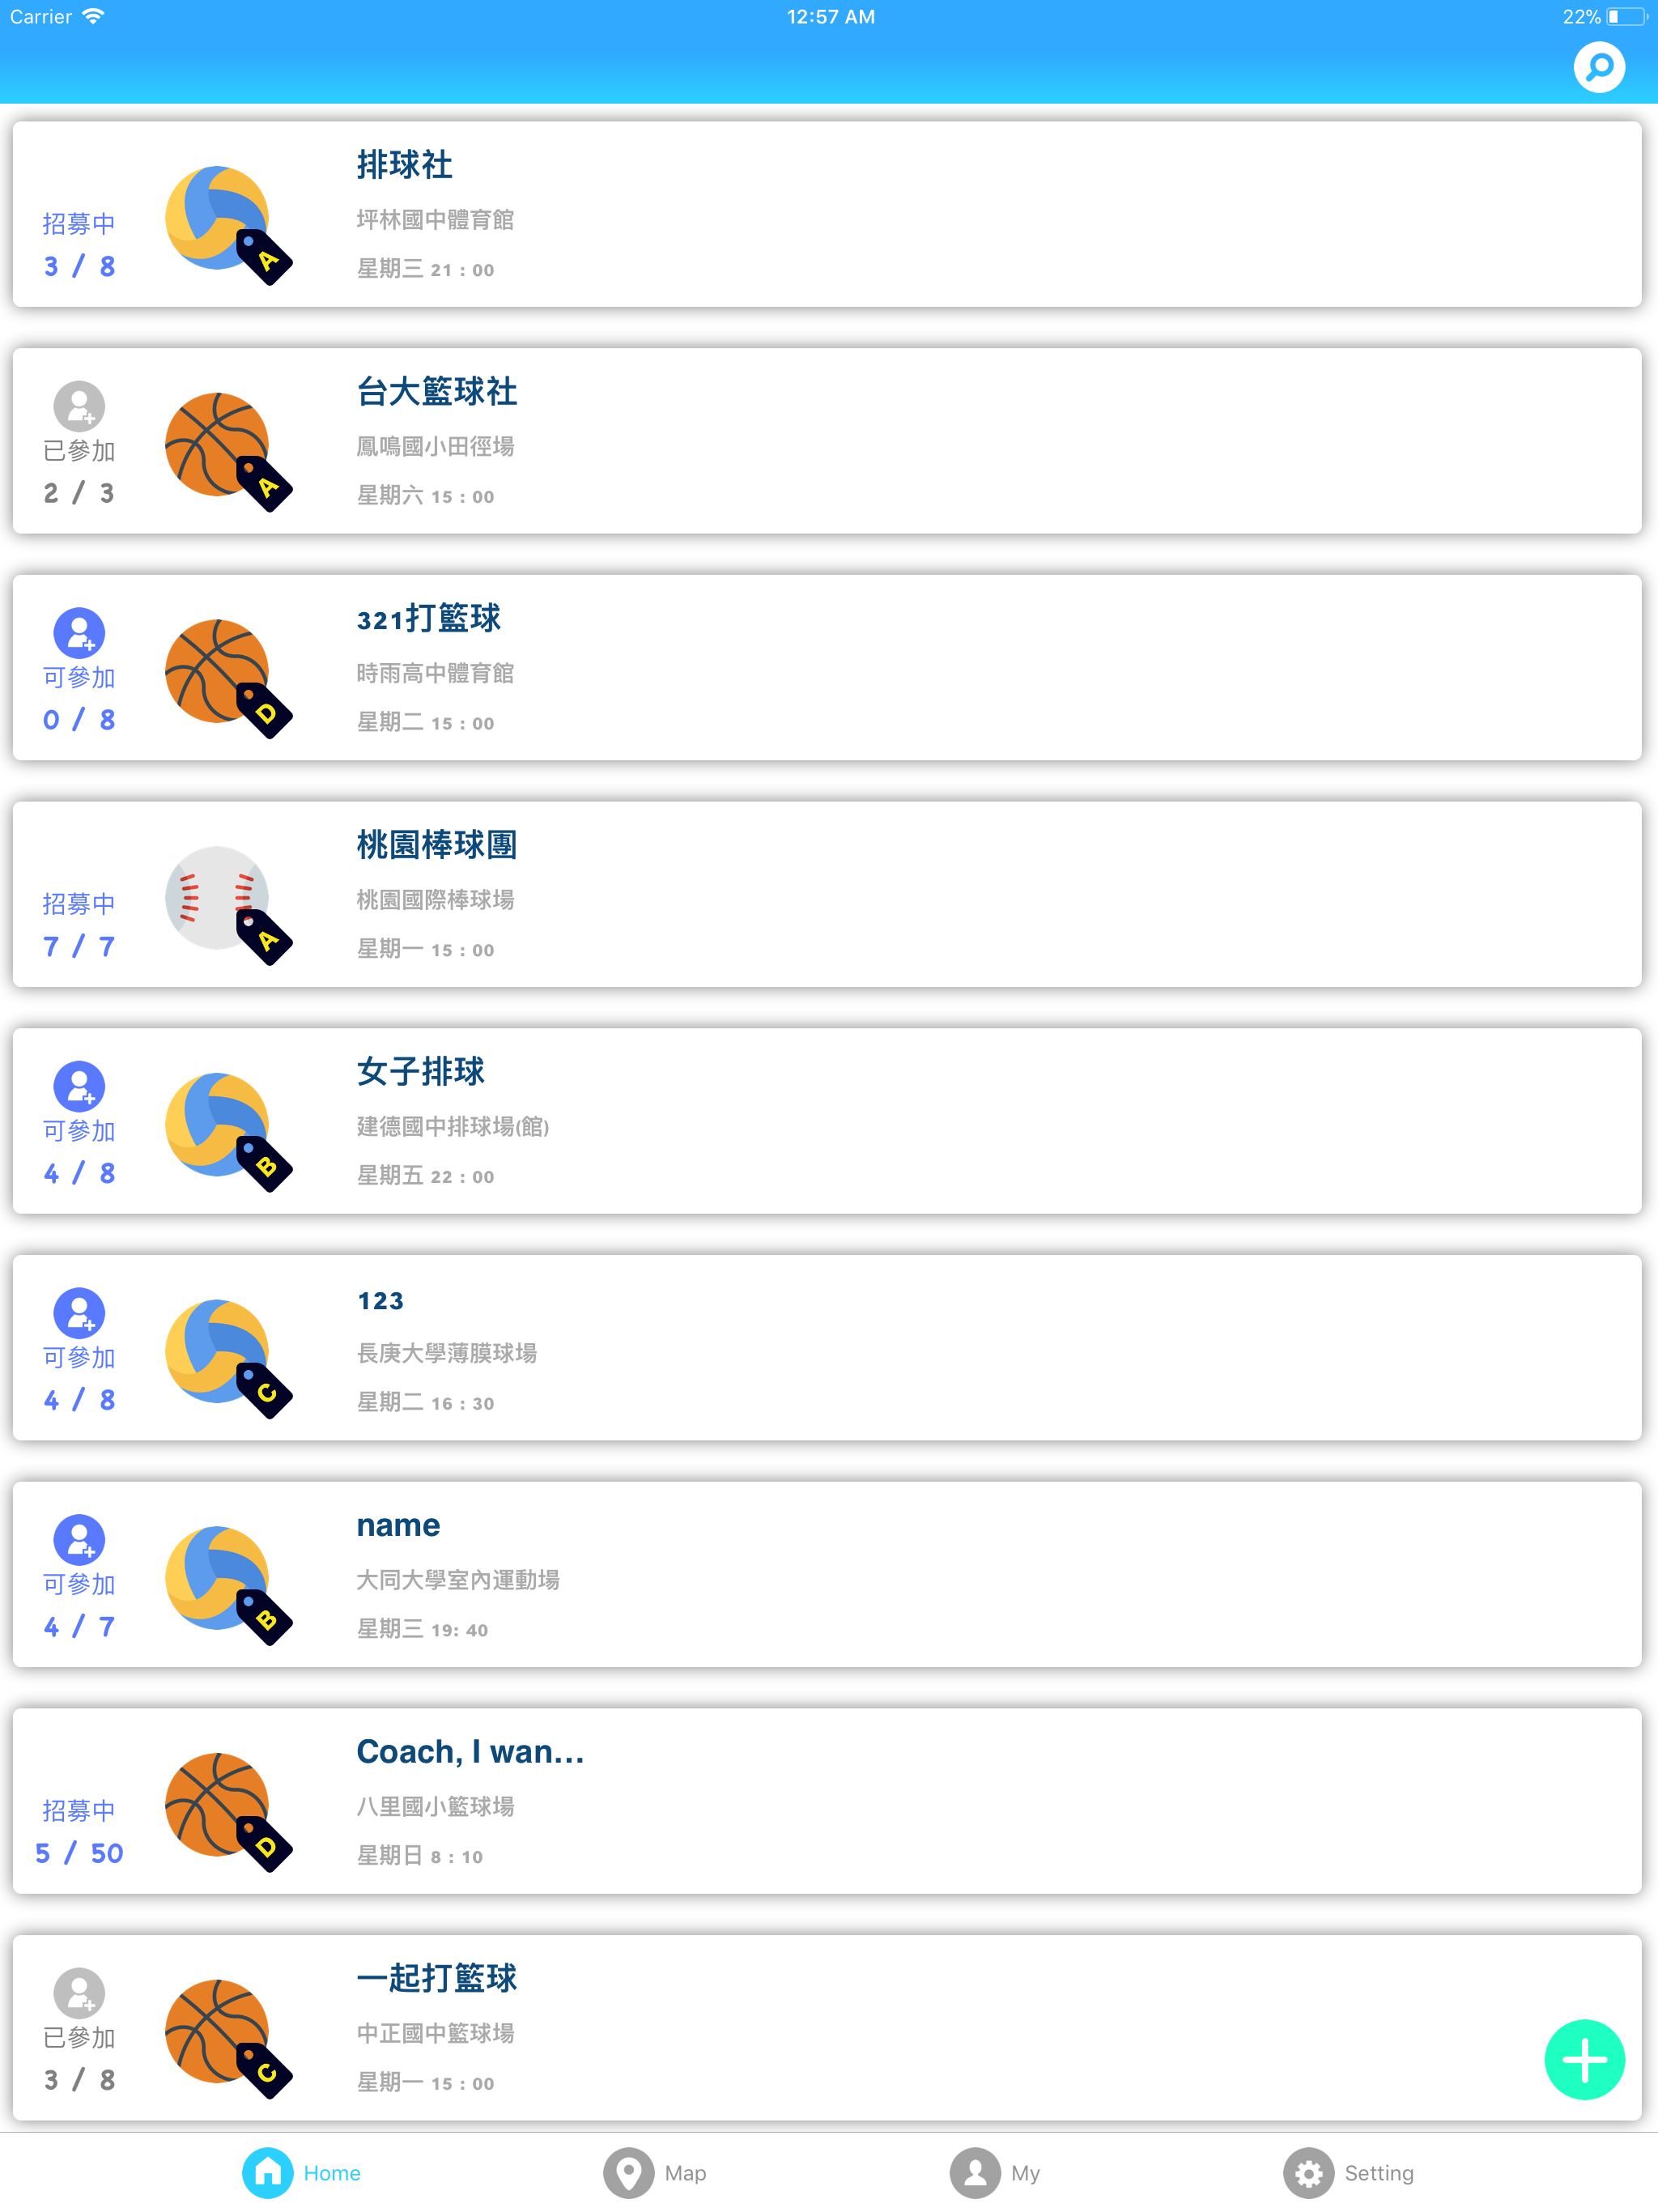 Carrier 12:57 AM 22%
排球社
坪林國中體育館
招募中
3 / 8
星期三 21 : 00
A
台大籃球社
鳳鳴國小田徑場
已參加
2 / 3
星期六 15 : 00
A
321打籃球
時雨高中體育館
可參加
0 / 8
星期二 15 : 00
D
桃園棒球團
桃園國際棒球場
招募中
7 / 7
星期一 15 : 00
A
女子排球
建德國中排球場(館)
可參加
4 / 8
星期五 22 : 00
B
123
長庚大學薄膜球場
可參加
4 / 8
星期二 16 : 30
C
name
大同大學室內運動場
可參加
4 / 7
星期三 19: 40
B
Coach, I wan...
八里國小籃球場
招募中
5 / 50
星期日 8 : 10
D
一起打籃球
中正國中籃球場
已參加
3 / 8
星期一 15 : 00
C
Home Map My Setting